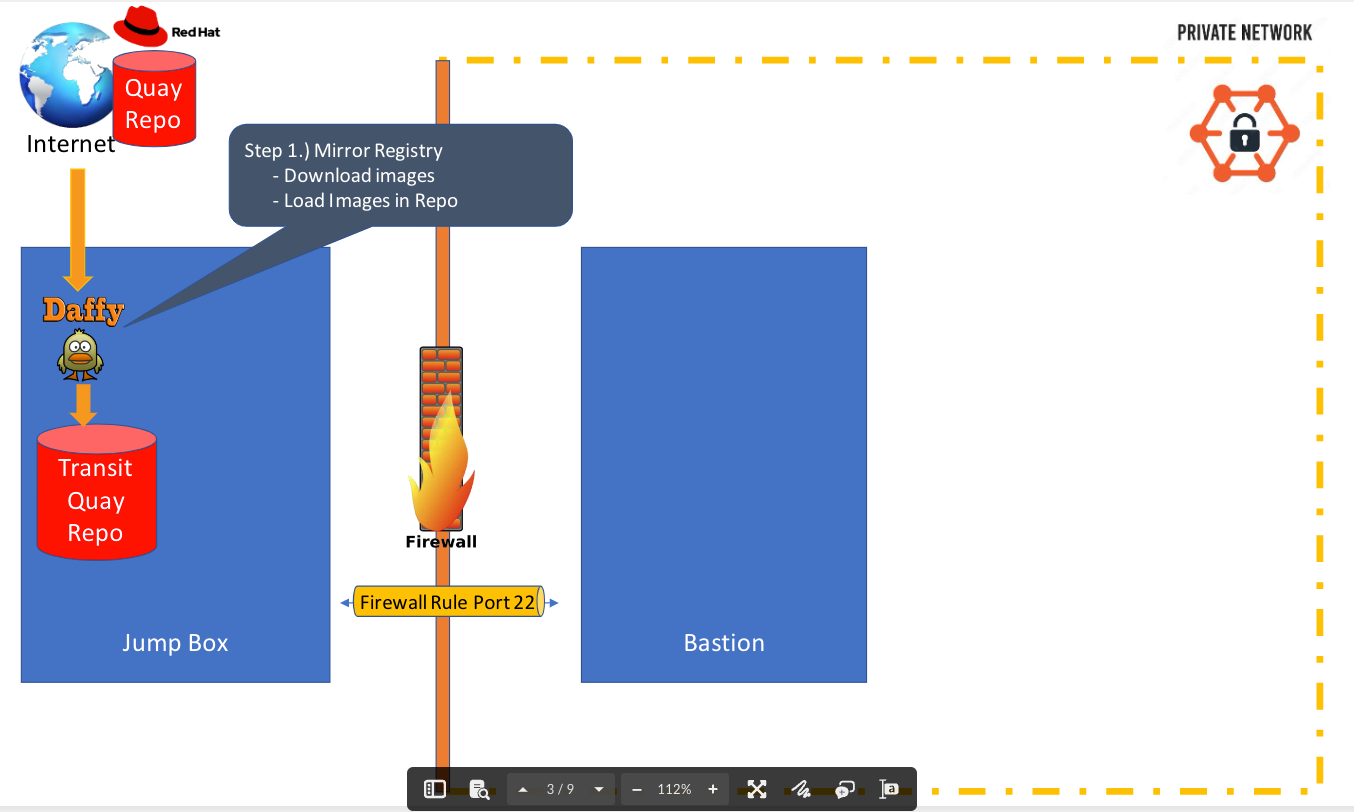 Red Hat
PRIVATE NETWORK
Quay
Repo
Internet
Step 1.) Mirror Registry
- Download images
- Load Images in Repo
Daffy
Transit
Quay
Repo
Firewall
Firewall Rule Port 22
Jump Box
Bastion
3 / 9
112%
a